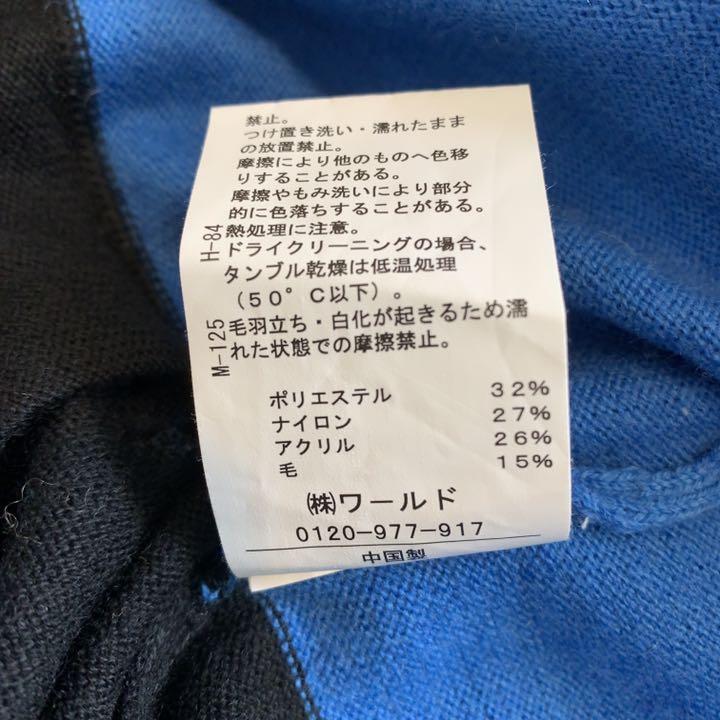 禁止。
つけ置き洗い・濡れたまま
の放置禁止。
摩擦により他のものへ色移
りすることがある。
摩擦やもみ洗いにより部分
的に色落ちすることがある。
熱処理に注意。
ドライクリーニングの場合、
タンブル乾燥は低温処理
（50°C以下）。
毛羽立ち・白化が起きるため濡
れた状態での摩擦禁止。
H-84
M-125
ポリエステル 32%
ナイロン 27%
アクリル 26%
毛 15%
㈱ワールド
0120-977-917
中国製